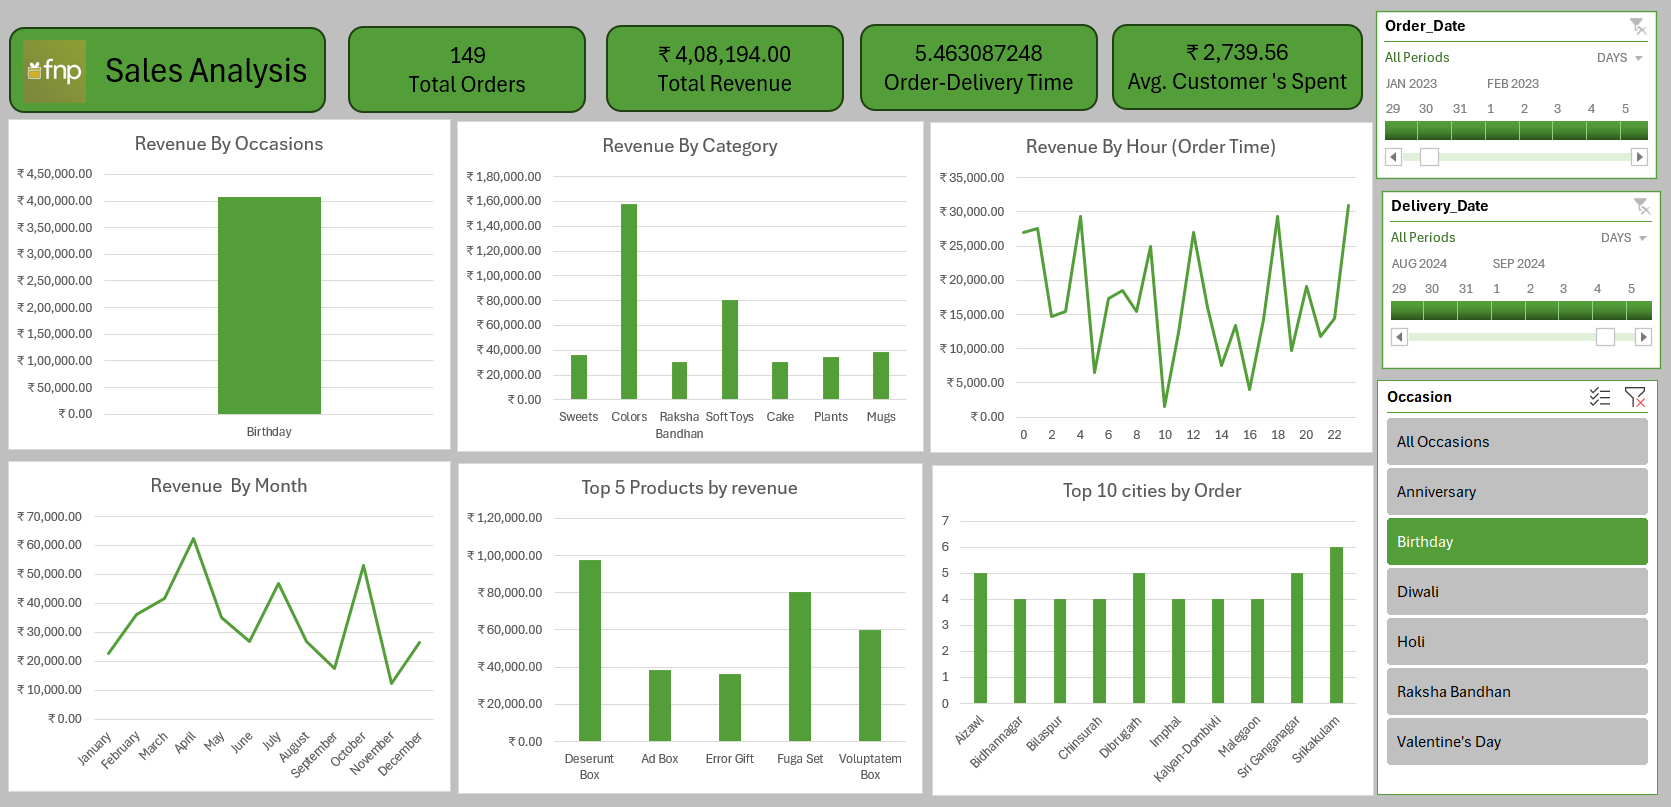 fnp
Sales Analysis
149
Total Orders
₹ 4,08,194.00
Total Revenue
5.463087248
Order-Delivery Time
₹ 2,739.56
Avg. Customer 's Spent
Order_Date
All Periods
DAYS
JAN 2023 FEB 2023
29 30 31 1 2 3 4 5
Delivery_Date
All Periods
DAYS
AUG 2024 SEP 2024
29 30 31 1 2 3 4 5
Occasion
All Occasions
Anniversary
Birthday
Diwali
Holi
Raksha Bandhan
Valentine's Day
Revenue By Occasions
₹ 4,50,000.00
₹ 4,00,000.00
₹ 3,50,000.00
₹ 3,00,000.00
₹ 2,50,000.00
₹ 2,00,000.00
₹ 1,50,000.00
₹ 1,00,000.00
₹ 50,000.00
₹ 0.00
Birthday
Revenue By Category
₹ 1,80,000.00
₹ 1,60,000.00
₹ 1,40,000.00
₹ 1,20,000.00
₹ 1,00,000.00
₹ 80,000.00
₹ 60,000.00
₹ 40,000.00
₹ 20,000.00
₹ 0.00
Sweets Colors Raksha Soft Toys Cake Plants Mugs
Bandhan
Revenue By Hour (Order Time)
₹ 35,000.00
₹ 30,000.00
₹ 25,000.00
₹ 20,000.00
₹ 15,000.00
₹ 10,000.00
₹ 5,000.00
₹ 0.00
0 2 4 6 8 10 12 14 16 18 20 22
Revenue  By Month
₹ 70,000.00
₹ 60,000.00
₹ 50,000.00
₹ 40,000.00
₹ 30,000.00
₹ 20,000.00
₹ 10,000.00
₹ 0.00
January
February
March
April
May
June
July
August
September
October
November
December
Top 5 Products by revenue
₹ 1,20,000.00
₹ 1,00,000.00
₹ 80,000.00
₹ 60,000.00
₹ 40,000.00
₹ 20,000.00
₹ 0.00
Deserunt Ad Box Error Gift Fuga Set Voluptatem
Box Box
Top 10 cities by Order
7
6
5
4
3
2
1
0
Aizawl
Bidhannagar
Bilaspur
Chinsurah
Dibrugarh
Imphal
Kalyan-Dombivli
Malegaon
Sri Ganganagar
Srikakulam